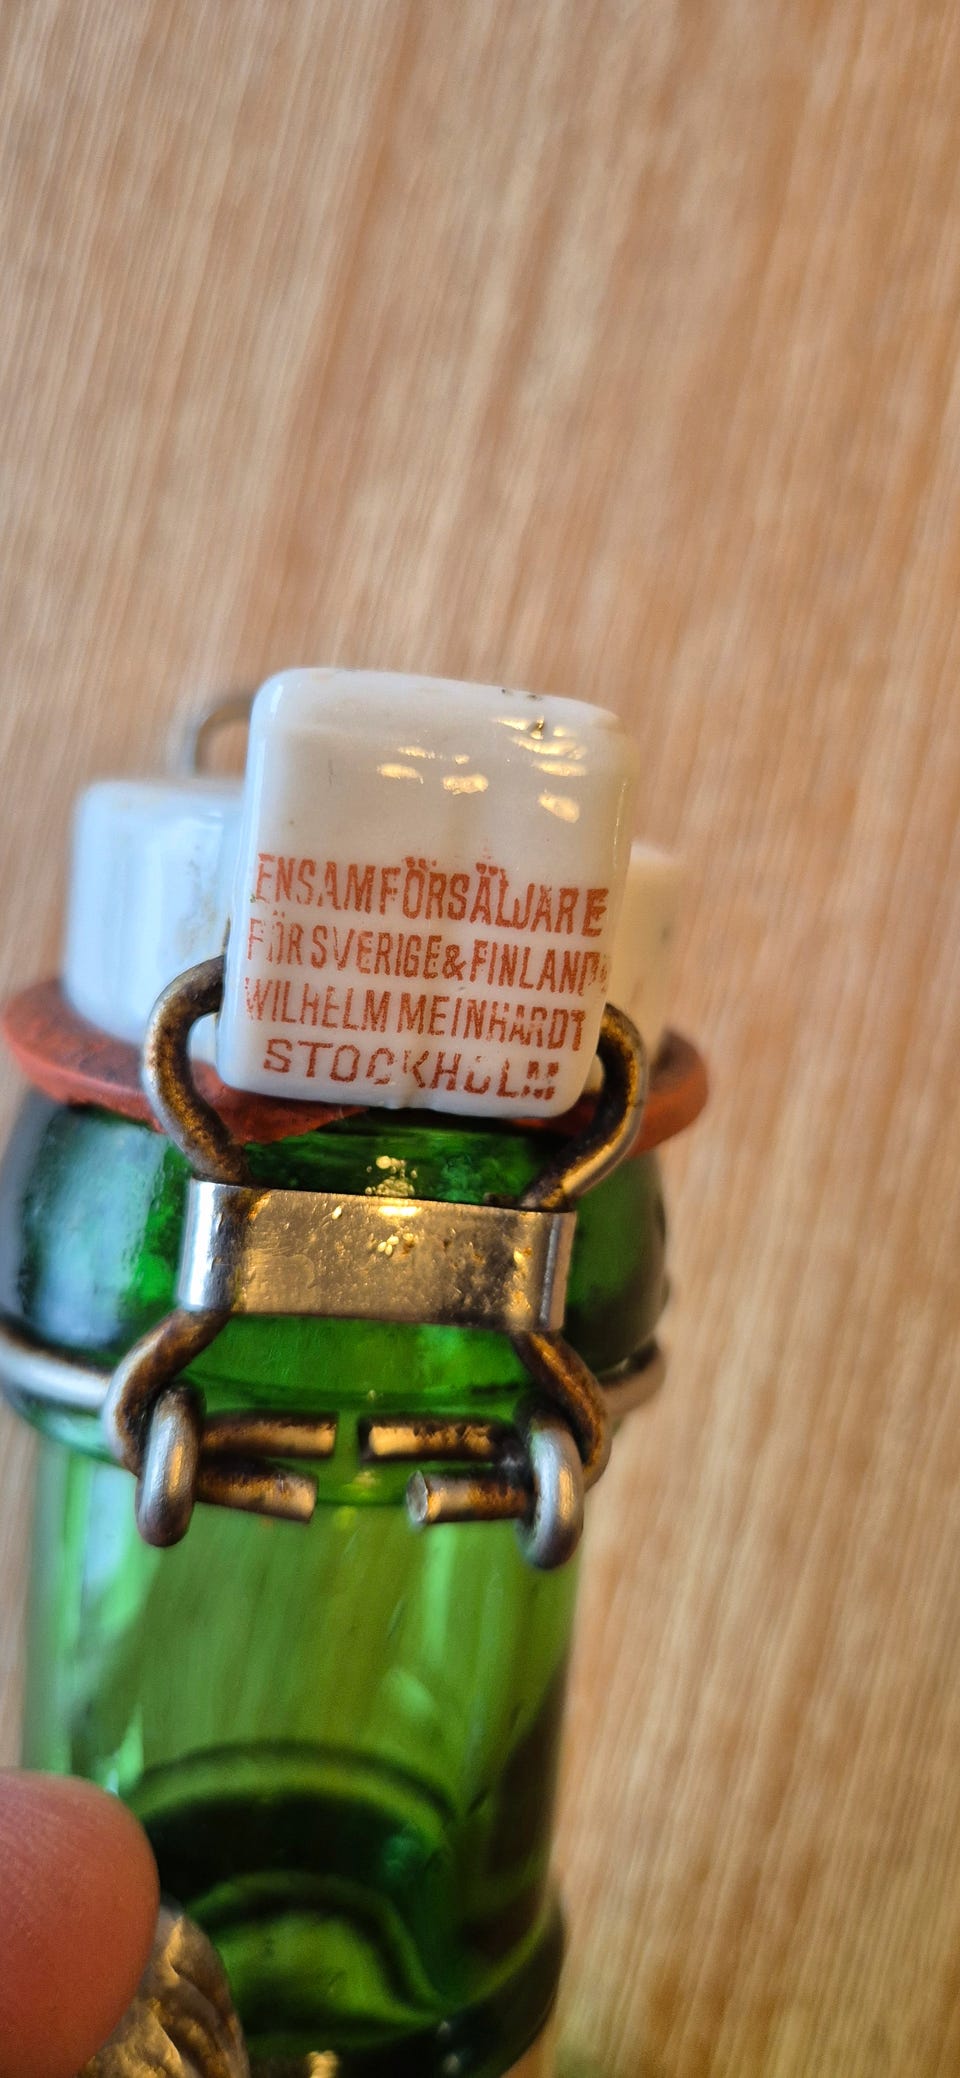 ENSAMFÖRSÄLJARE
FÖR SVERIGE & FINLAND
WILHELM MEINHARDT
STOCKHOLM